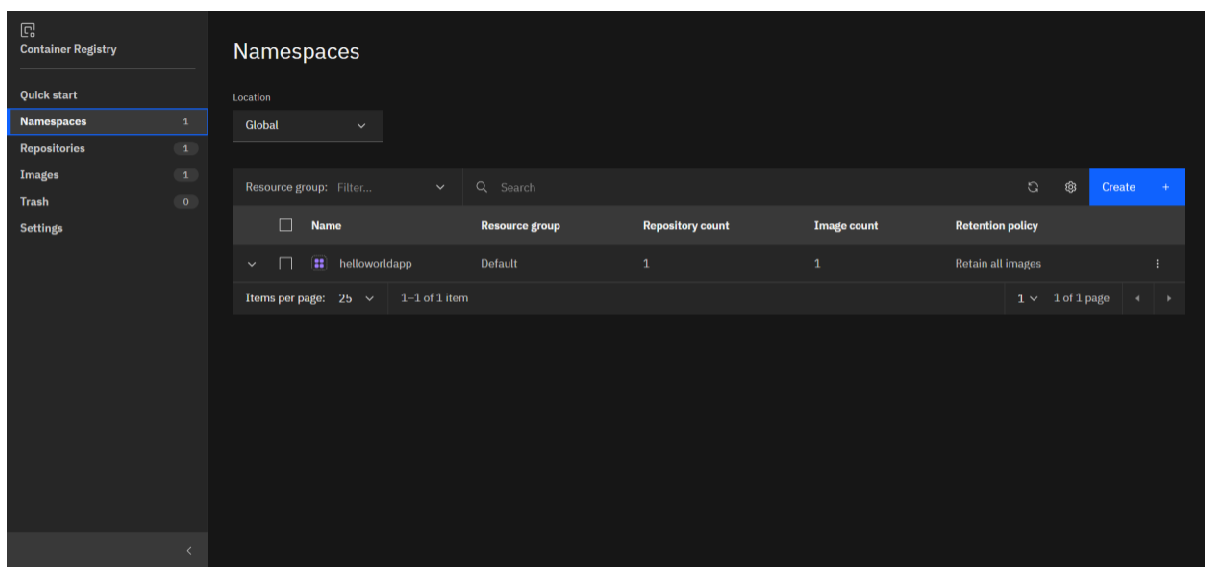 Container Registry
Quick start
Namespaces 1
Repositories 1
Images 1
Trash 0
Settings
Namespaces
Location
Global
Resource group: Filter... Search Create +
Name Resource group Repository count Image count Retention policy
helloworldapp Default 1 1 Retain all images
Items per page: 25 1–1 of 1 item 1 1 of 1 page